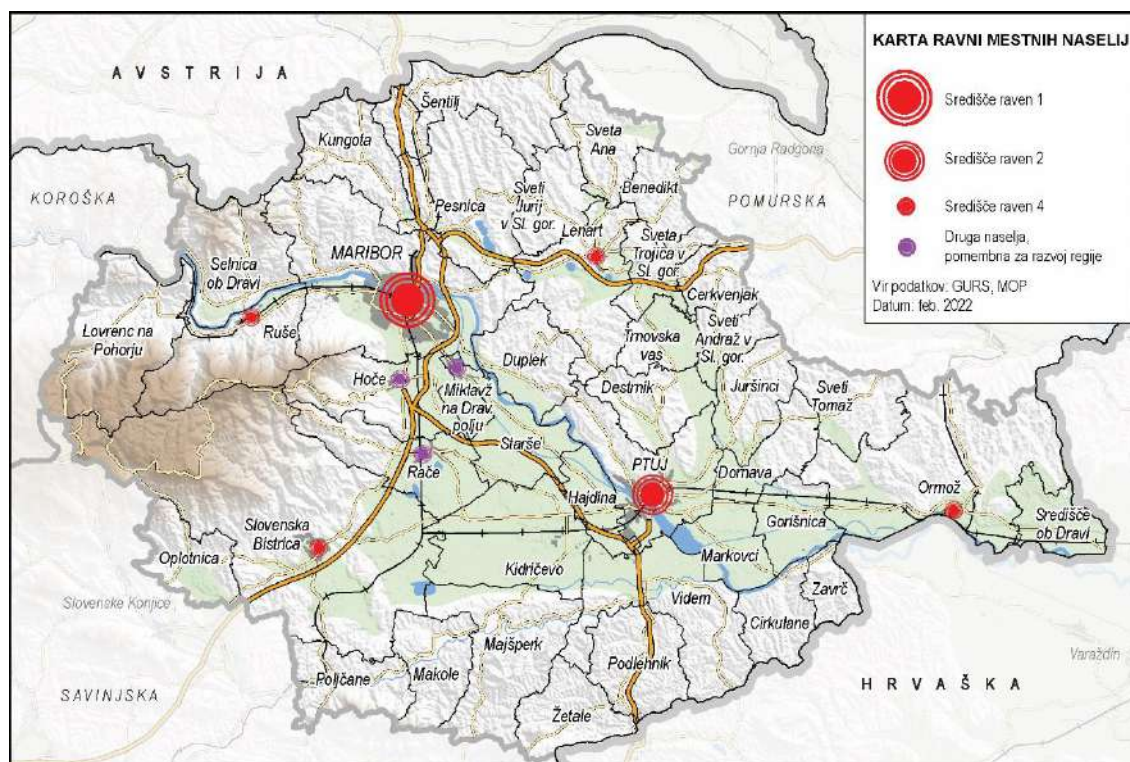 KARTA RAVNI MESTNIH NASELIJ
Središče raven 1
Središče raven 2
Središče raven 4
Druga naselja,
pomembna za razvoj regije
Vir podatkov: GURS, MOP
Datum: feb. 2022
AVSTRIJA
Šentilj
Kungota
Sveta
Ana
Gornja Radgona
Benedikt
KOROŠKA
Pesnica
Sveti
Jurij
v Sl. gor.
Lenart
Sveta
Trojica v
Sl. gor.
POMURSKA
MARIBOR
Selnica
ob Dravi
Cerkvenjak
Lovrenc na
Pohorju
Ruše
Duplek
Trnovska
vas
Sveti
Andraž v
Sl. gor.
Hoče
Miklavž
na Drav.
polju
Destrnik
Juršinci
Sveti
Tomaž
Starše
Rače
PTUJ
Dornava
Ormož
Hajdina
Gorišnica
Središče
ob Dravi
Slovenska
Bistrica
Oplotnica
Markovci
Kidričevo
Slovenske Konjice
Videm
Zavrč
Cirkulane
Majšperk
Podlehnik
Poljčane
Makole
Varaždin
SAVINJSKA
HRVAŠKA
Žetale